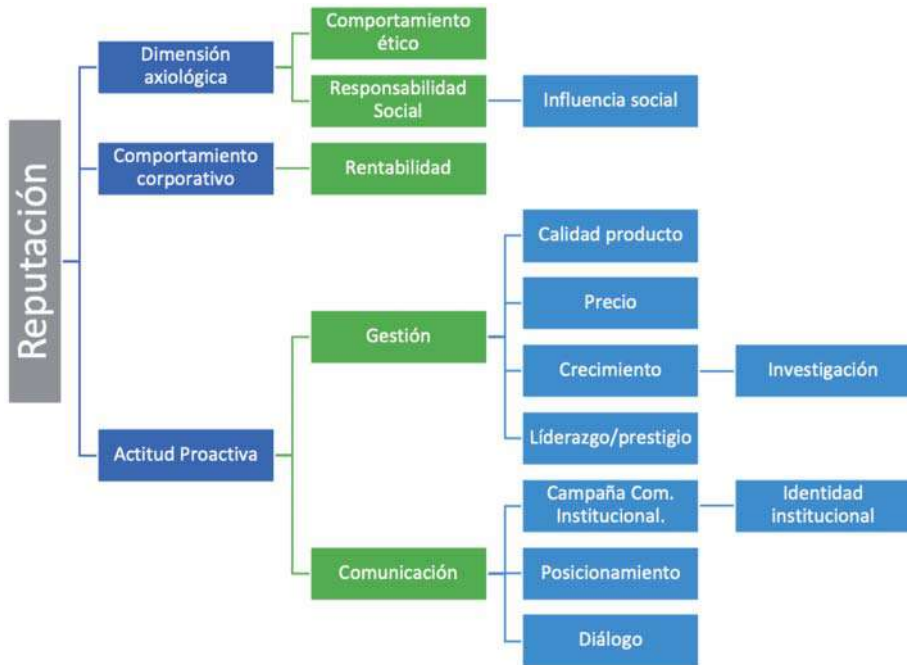 Reputación
Dimensión
axiológica
Comportamiento
ético
Responsabilidad
Social
Influencia social
Comportamiento
corporativo
Rentabilidad
Actitud Proactiva
Gestión
Calidad producto
Precio
Crecimiento
Investigación
Líderazgo/prestigio
Comunicación
Campaña Com.
Institucional.
Identidad
institucional
Posicionamiento
Diálogo